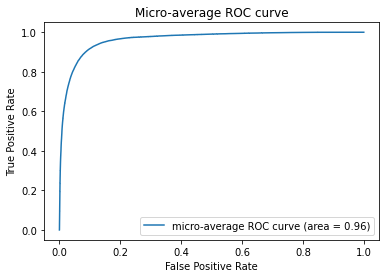 Micro-average ROC curve
True Positive Rate
1.0
0.8
0.6
0.4
0.2
0.0
micro-average ROC curve (area = 0.96)
0.0 0.2 0.4 0.6 0.8 1.0
False Positive Rate